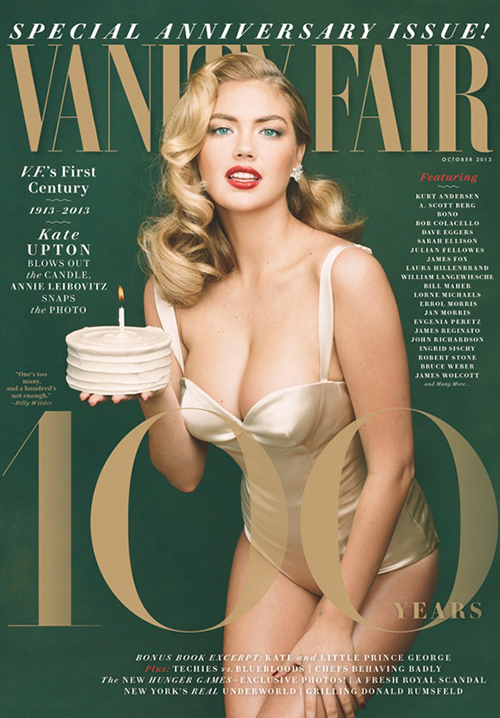 SPECIAL ANNIVERSARY ISSUE!
VANITY FAIR
OCTOBER 2013
V.F.'s First
Century
1913–2013
Kate
UPTON
BLOWS OUT
the CANDLE,
ANNIE LEIBOVITZ
SNAPS
the PHOTO
"One's too
many,
and a hundred's
not enough."
–Billy Wilder
Featuring
KURT ANDERSEN
A. SCOTT BERG
BONO
BOB COLACELLO
DAVE EGGERS
SARAH ELLISON
JULIAN FELLOWES
JAMES FOX
LAURA HILLENBRAND
WILLIAM LANGEWIESCHE
BILL MAHER
LORNE MICHAELS
ERROL MORRIS
JAN MORRIS
EVGENIA PERETZ
JAMES REGINATO
JOHN RICHARDSON
INGRID SISCHY
ROBERT STONE
BRUCE WEBER
JAMES WOLCOTT
and Many More...
100
YEARS
BONUS BOOK EXCERPT: KATE and LITTLE PRINCE GEORGE
Plus: TECHIES vs. BLUEBLOODS | CHEFS BEHAVING BADLY
The NEW HUNGER GAMES–EXCLUSIVE PHOTOS! | A FRESH ROYAL SCANDAL
NEW YORK'S REAL UNDERWORLD | GRILLING DONALD RUMSFELD